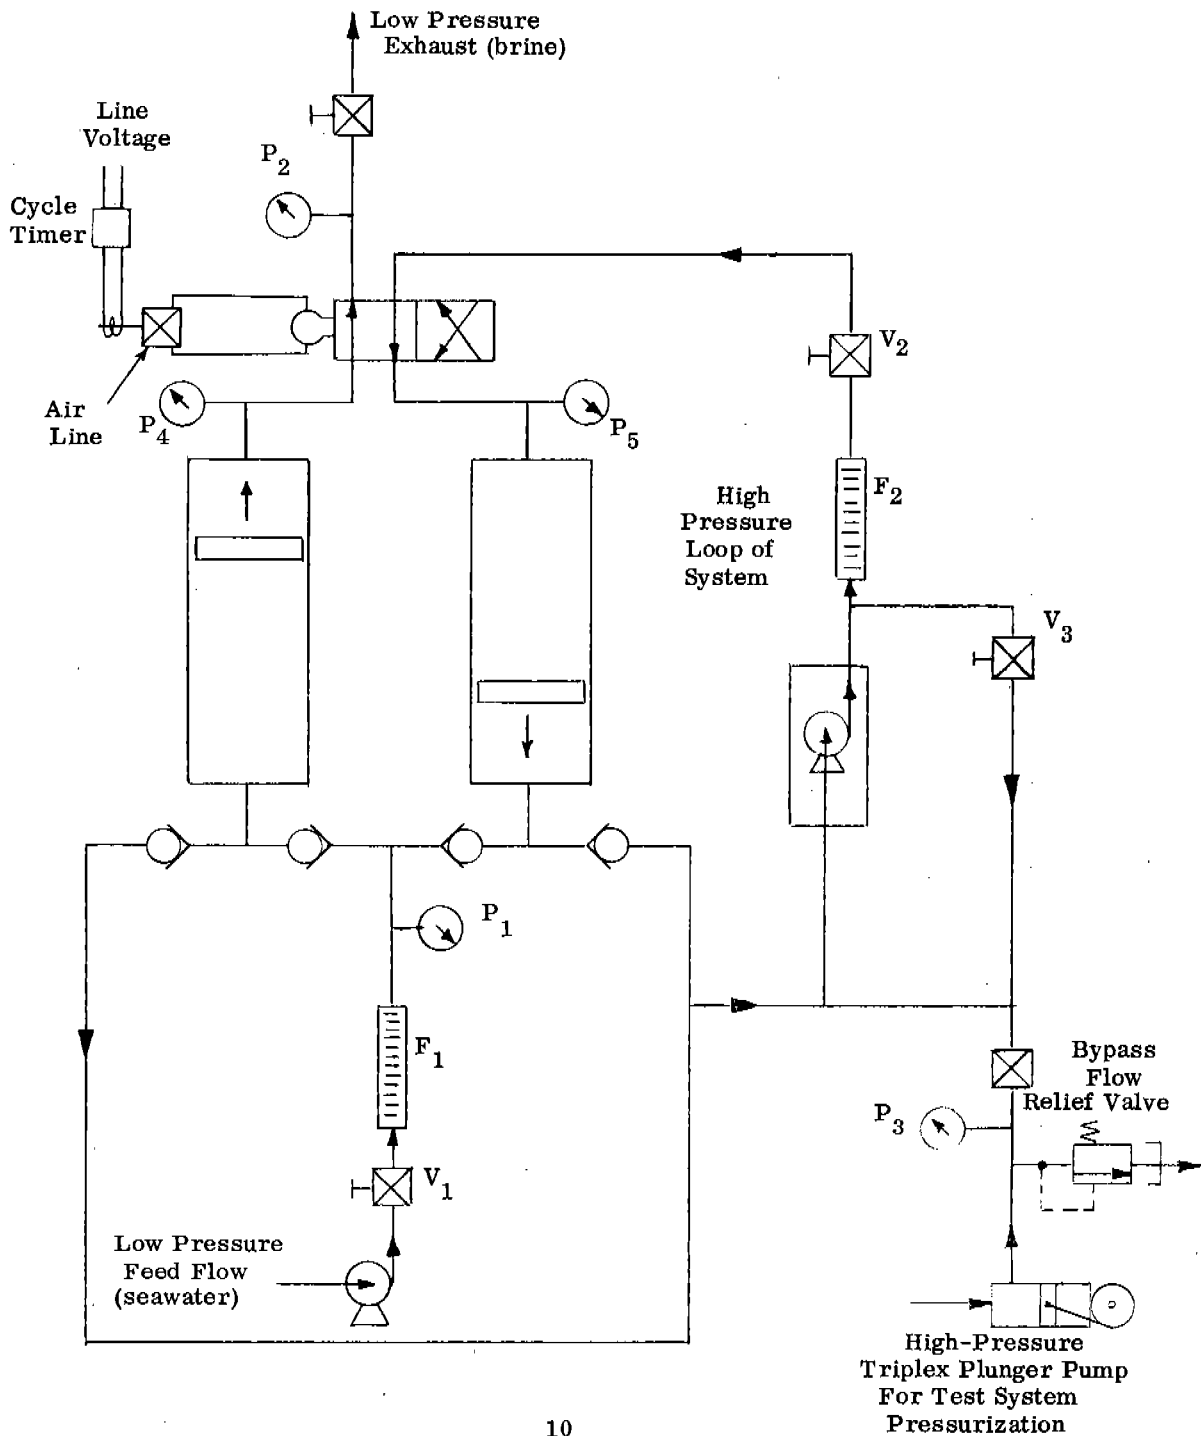 Low Pressure
Exhaust (brine)
Line
Voltage
P2
Cycle
Timer
V2
Air
Line
P4
P5
F2
High
Pressure
Loop of
System
V3
P1
F1
Bypass
Flow
Relief Valve
P3
V1
Low Pressure
Feed Flow
(seawater)
High-Pressure
Triplex Plunger Pump
For Test System
Pressurization
10